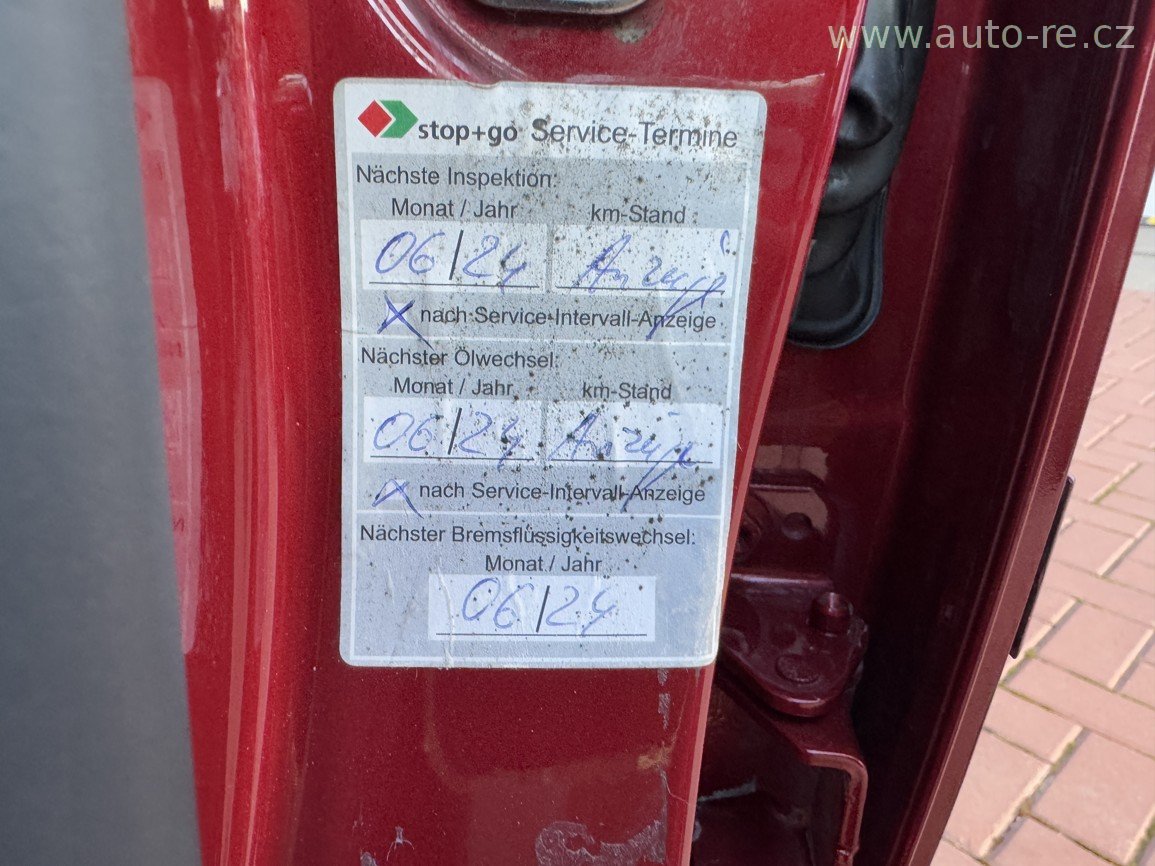 www.auto-re.cz
stop+go Service-Termine
Nächste Inspektion:
Monat / Jahr km-Stand
06/24 Anzeige
nach Service-Intervall-Anzeige
Nächster Ölwechsel:
Monat / Jahr km-Stand
06/24 Anzeige
nach Service-Intervall-Anzeige
Nächster Bremsflüssigkeitswechsel:
Monat / Jahr
06/24